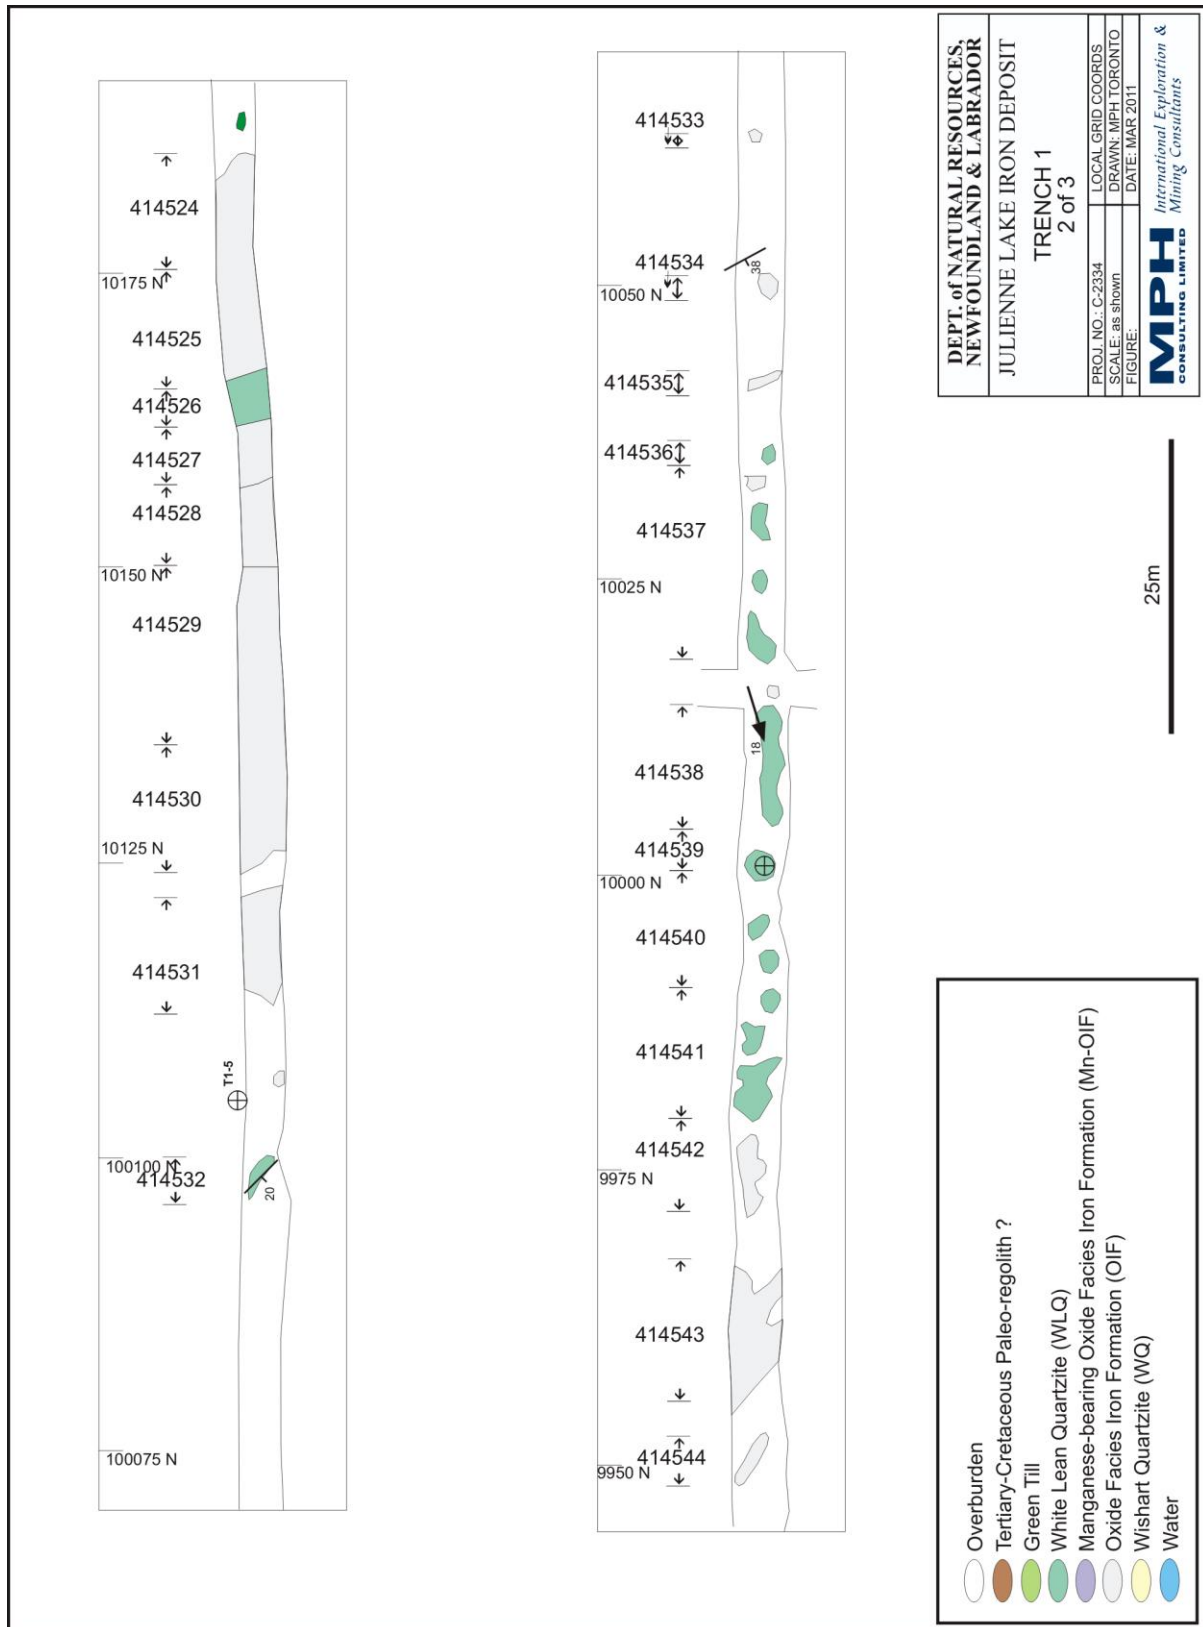 414524
10175 N
414525
414526
414527
414528
10150 N
414529
414530
10125 N
414531
T1-5
100100 N
414532
20
100075 N
414533
414534
38
10050 N
414535
414536
414537
10025 N
18
414538
414539
10000 N
414540
414541
414542
9975 N
414543
414544
9950 N
DEPT. of NATURAL RESOURCES,
NEWFOUNDLAND & LABRADOR
JULIENNE LAKE IRON DEPOSIT
TRENCH 1
2 of 3
PROJ. NO.: C-2334 LOCAL GRID COORDS
SCALE: as shown DRAWN: MPH TORONTO
FIGURE: DATE: MAR 2011
MPH International Exploration &
CONSULTING LIMITED Mining Consultants
25m
Overburden
Tertiary-Cretaceous Paleo-regolith ?
Green Till
White Lean Quartzite (WLQ)
Manganese-bearing Oxide Facies Iron Formation (Mn-OIF)
Oxide Facies Iron Formation (OIF)
Wishart Quartzite (WQ)
Water